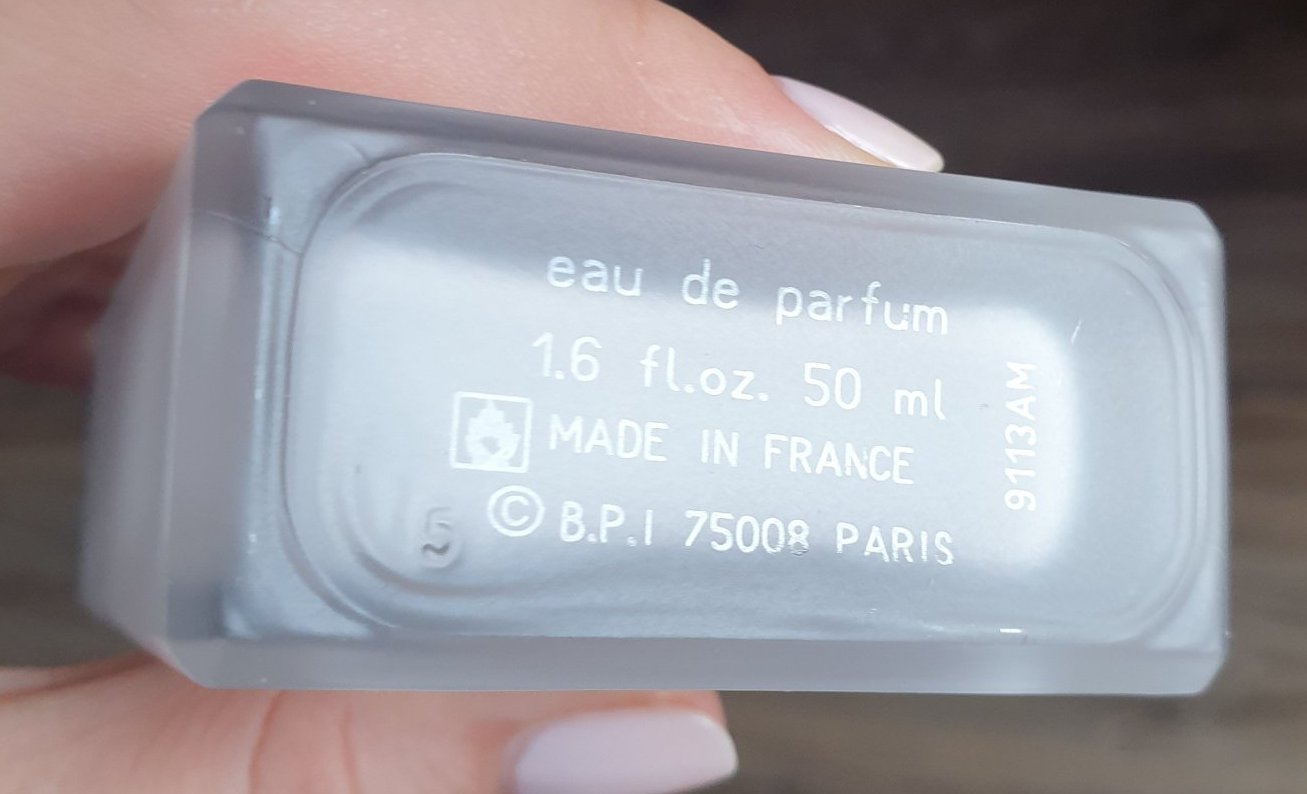 eau de parfum
1.6 fl.oz. 50 ml
MADE IN FRANCE
© B.P.I 75008 PARIS
9113AM
5